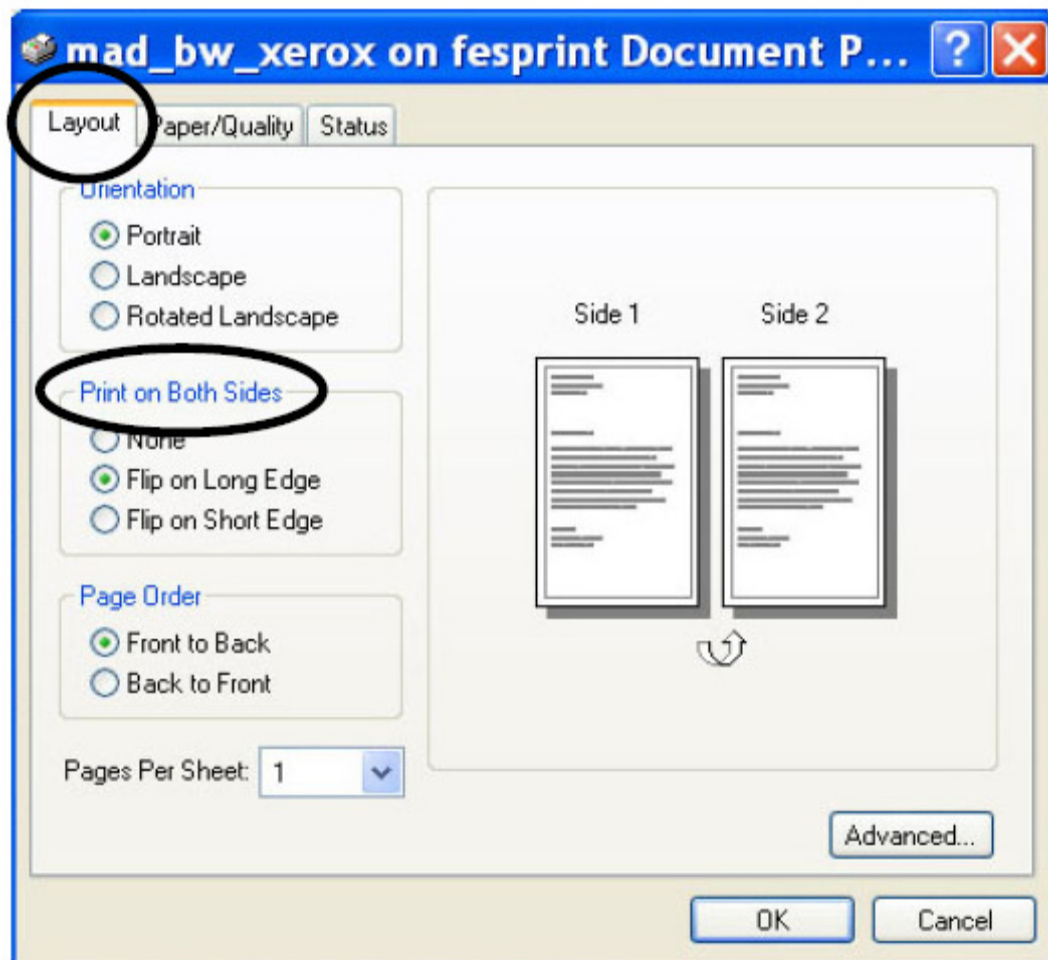 mad_bw_xerox on fesprint Document P...
Layout Paper/Quality Status
Orientation
Portrait
Landscape
Rotated Landscape
Print on Both Sides
None
Flip on Long Edge
Flip on Short Edge
Page Order
Front to Back
Back to Front
Pages Per Sheet: 1
Side 1 Side 2
Advanced...
OK Cancel